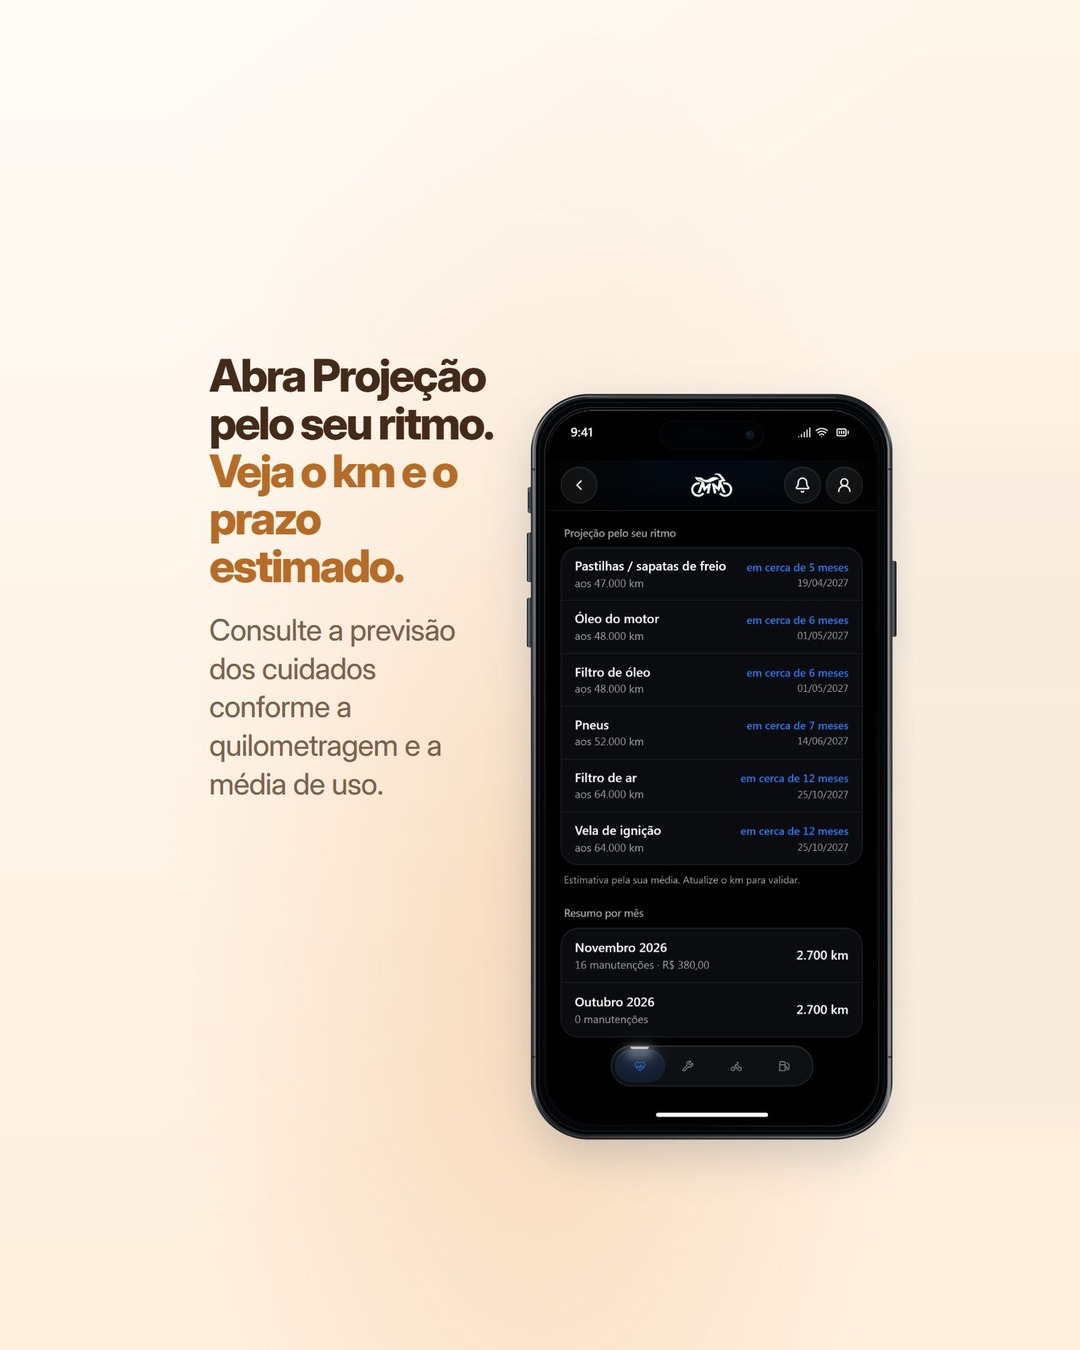 Abra Projeção
pelo seu ritmo.
Veja o km e o
prazo
estimado.
Consulte a previsão
dos cuidados
conforme a
quilometragem e a
média de uso.
9:41
MM
Projeção pelo seu ritmo
Pastilhas / sapatas de freio
em cerca de 5 meses
aos 47.000 km
19/04/2027
Óleo do motor
em cerca de 6 meses
aos 48.000 km
01/05/2027
Filtro de óleo
em cerca de 6 meses
aos 48.000 km
01/05/2027
Pneus
em cerca de 7 meses
aos 52.000 km
14/06/2027
Filtro de ar
em cerca de 12 meses
aos 64.000 km
25/10/2027
Vela de ignição
em cerca de 12 meses
aos 64.000 km
25/10/2027
Estimativa pela sua média. Atualize o km para validar.
Resumo por mês
Novembro 2026
2.700 km
16 manutenções · R$ 380,00
Outubro 2026
2.700 km
0 manutenções